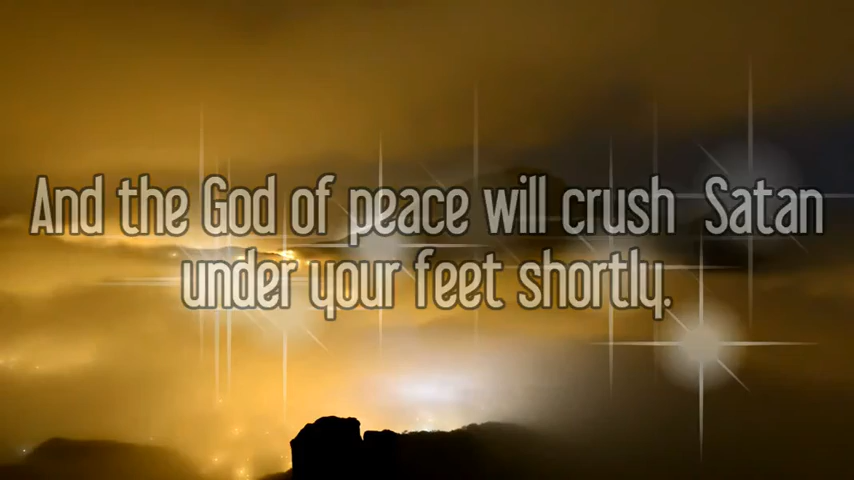 And the God of peace will crush Satan
under your feet shortly.